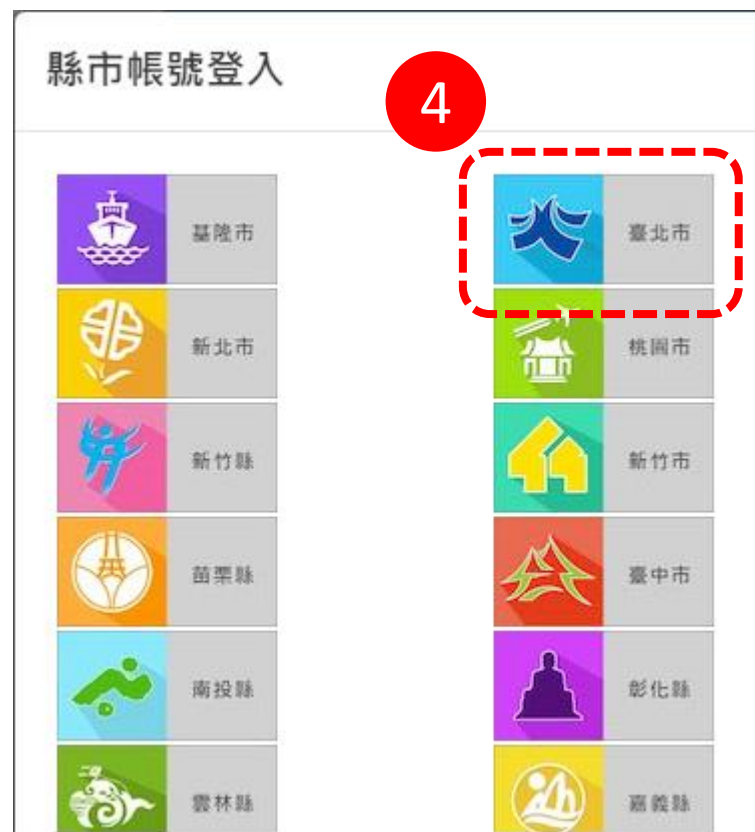 縣市帳號登入
4
基隆市
臺北市
新北市
桃園市
新竹縣
新竹市
苗栗縣
臺中市
南投縣
彰化縣
雲林縣
嘉義縣